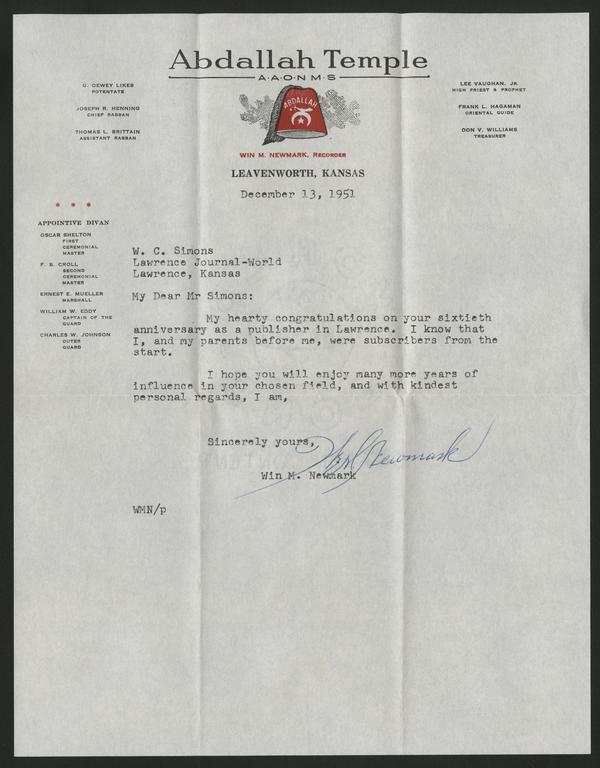 Abdallah Temple
A·A·O·N·M·S
G. DEWEY LIKES
POTENTATE
JOSEPH R. HENNING
CHIEF RABBAN
THOMAS L. BRITTAIN
ASSISTANT RABBAN
ABDALLAH
LEE VAUGHAN, JR.
HIGH PRIEST & PROPHET
FRANK L. HAGAMAN
ORIENTAL GUIDE
DON V. WILLIAMS
TREASURER
WIN M. NEWMARK, RECORDER
LEAVENWORTH, KANSAS
December 13, 1951
* * *
APPOINTIVE DIVAN
OSCAR SHELTON
FIRST
CEREMONIAL
MASTER
F. B. CROLL
SECOND
CEREMONIAL
MASTER
ERNEST E. MUELLER
MARSHALL
WILLIAM W. EDDY
CAPTAIN OF THE
GUARD
CHARLES W. JOHNSON
OUTER
GUARD
W. C. Simons
Lawrence Journal-World
Lawrence, Kansas
My Dear Mr Simons:
My hearty congratulations on your sixtieth
anniversary as a publisher in Lawrence. I know that
I, and my parents before me, were subscribers from the
start.
I hope you will enjoy many more years of
influence in your chosen field, and with kindest
personal regards, I am,
Sincerely yours,
Win M. Newmark
WMN/p